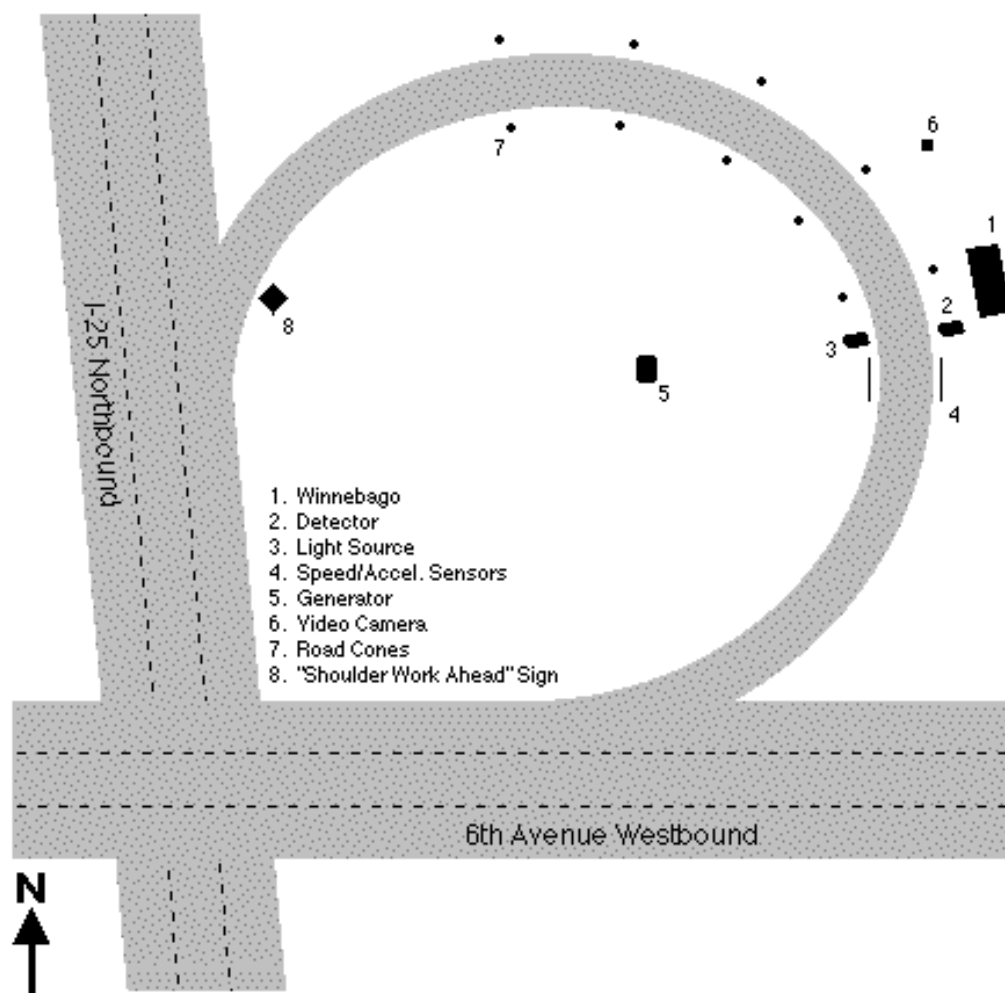 6
7
1
2
8
3
5
4
I-25 Northbound
1. Winnebago
2. Detector
3. Light Source
4. Speed/Accel. Sensors
5. Generator
6. Video Camera
7. Road Cones
8. "Shoulder Work Ahead" Sign
6th Avenue Westbound
N